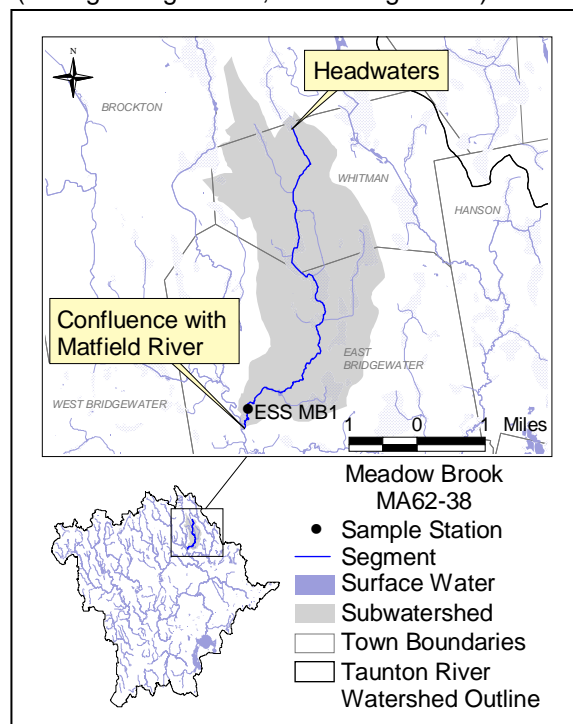 N
Headwaters
BROCKTON
WHITMAN
HANSON
Confluence with
Matfield River
EAST
BRIDGEWATER
WEST BRIDGEWATER
ESS MB1
1 0 1 Miles
Meadow Brook
MA62-38
Sample Station
Segment
Surface Water
Subwatershed
Town Boundaries
Taunton River
Watershed Outline